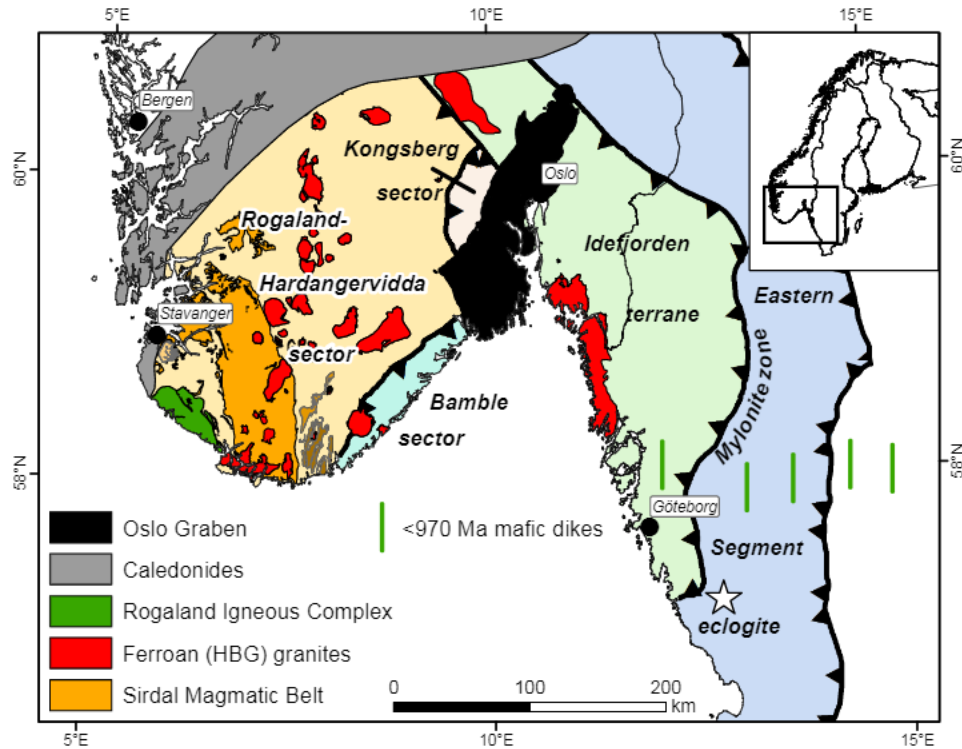 5°E
10°E
15°E
Bergen
60°N
60°N
Kongsberg
sector
Oslo
Rogaland-
Idefjorden
Hardangervidda
Eastern
Stavanger
terrane
sector
Mylonite zone
Bamble
sector
58°N
58°N
Göteborg
Oslo Graben
<970 Ma mafic dikes
Segment
Caledonides
Rogaland Igneous Complex
eclogite
Ferroan (HBG) granites
Sirdal Magmatic Belt
0
100
200
km
5°E
10°E
15°E